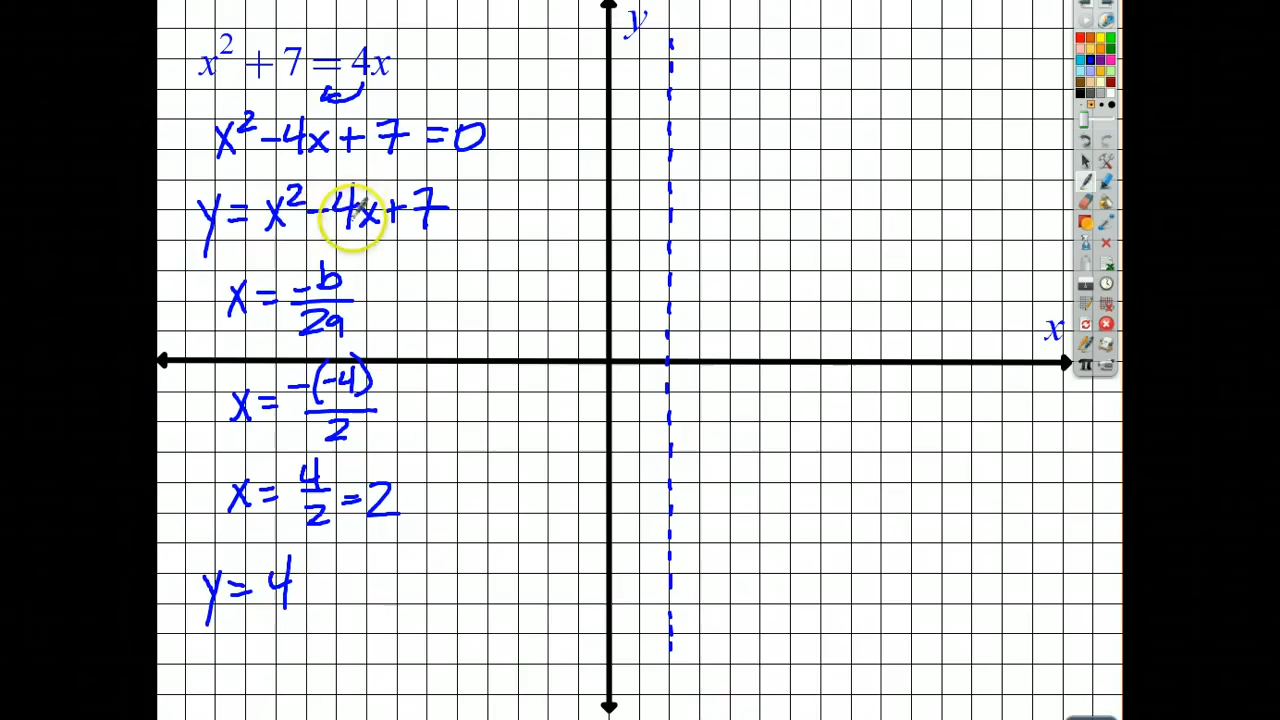 x² + 7 = 4x
x² - 4x + 7 = 0
y = x² - 4x + 7
x = -b/2a
x = -(-4)/2
x = 4/2 = 2
y = 4
y
x